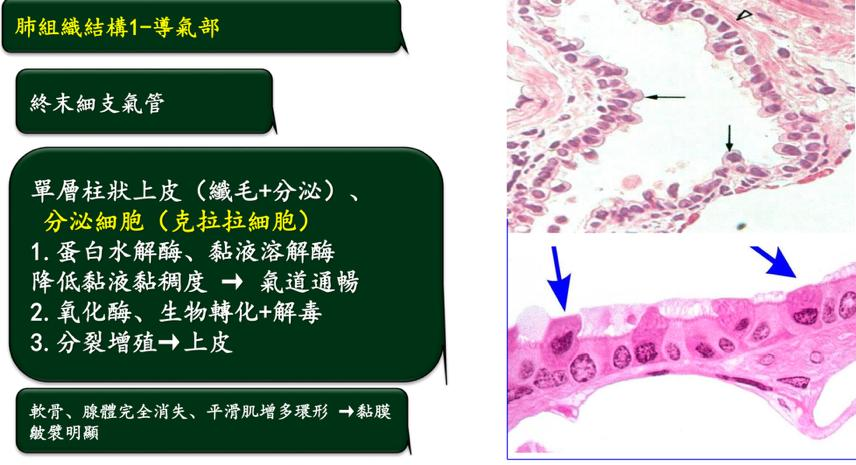 肺組織結構1-導氣部
終末細支氣管
單層柱狀上皮（纖毛+分泌）、
分泌細胞（克拉拉細胞）
1.蛋白水解酶、黏液溶解酶
降低黏液黏稠度 → 氣道通暢
2.氧化酶、生物轉化+解毒
3.分裂增殖→上皮
軟骨、腺體完全消失、平滑肌增多環形 →黏膜
皺襞明顯